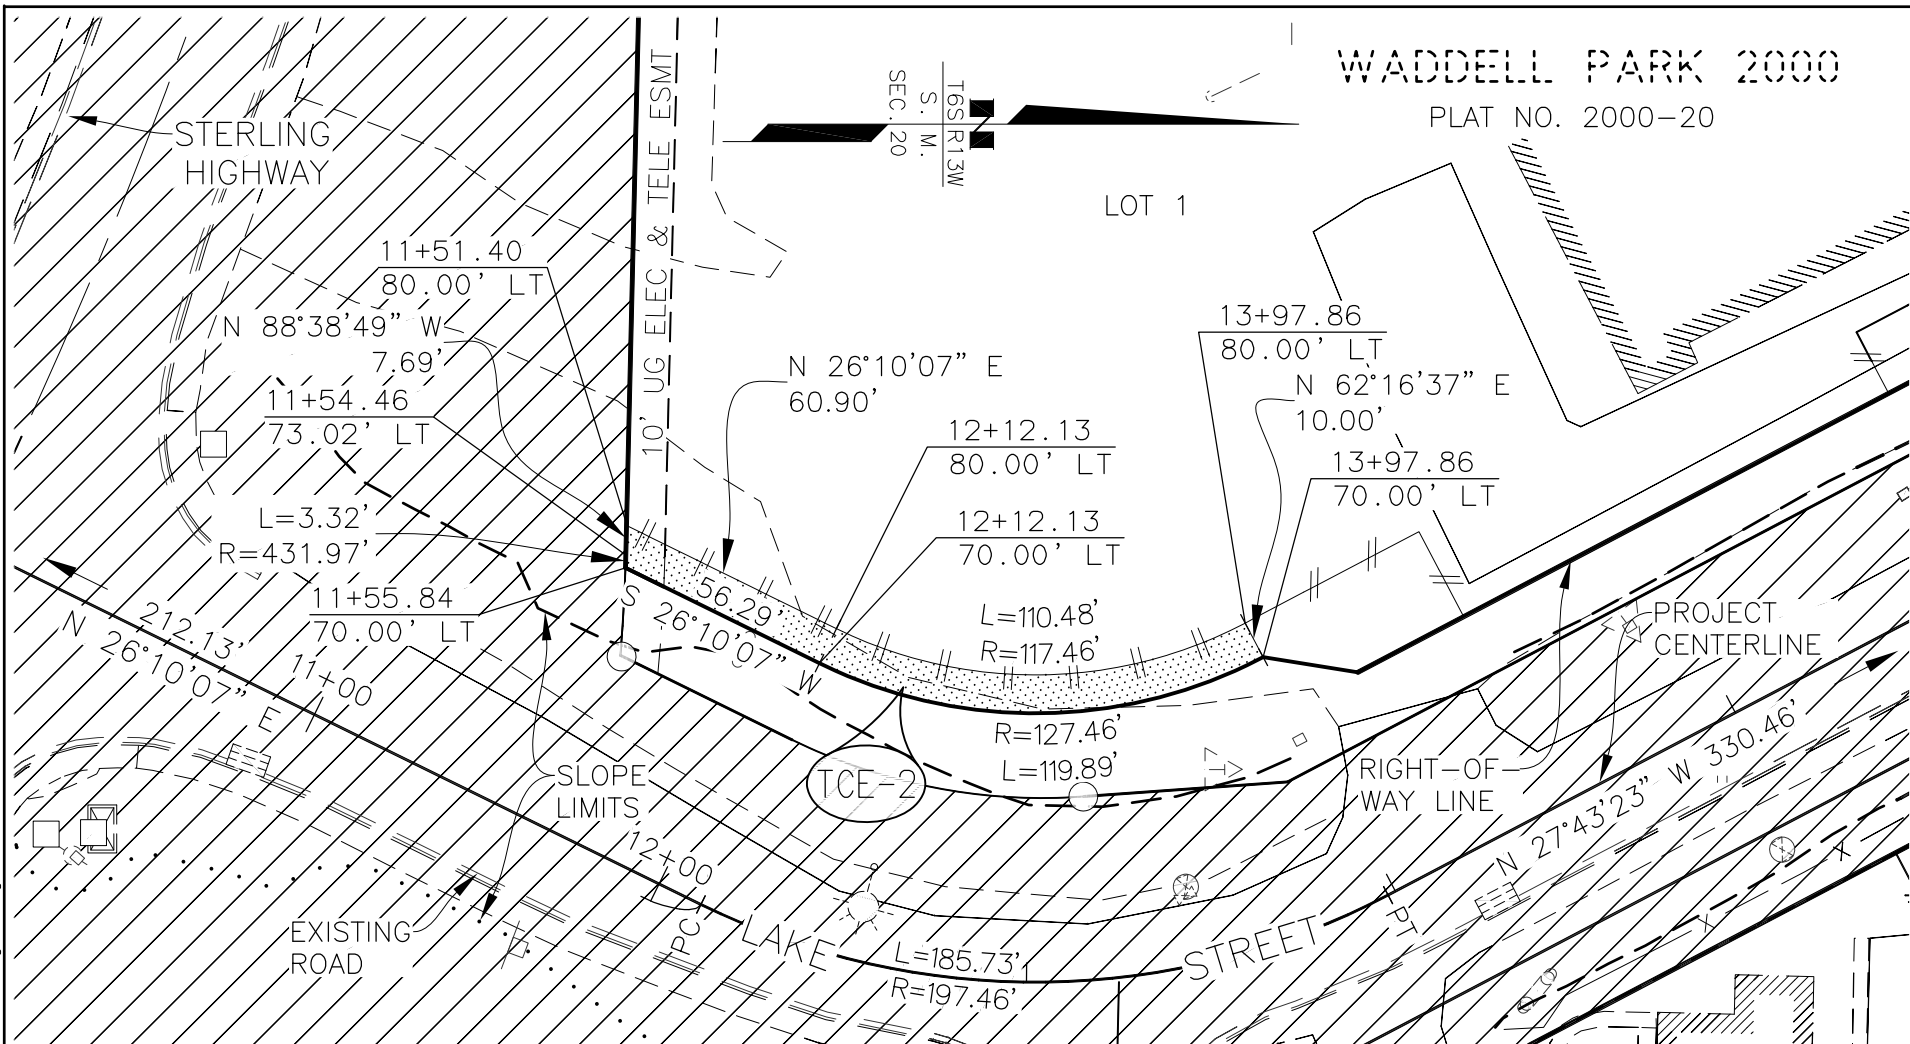 WADDELL PARK 2000
PLAT NO. 2000-20
STERLING
HIGHWAY
10' UG ELEC & TELE ESMT
T6S R13W
S. M.
SEC. 20
N
LOT 1
11+51.40
80.00' LT
N 88°38'49" W
7.69'
11+54.46
73.02' LT
L=3.32'
R=431.97'
11+55.84
70.00' LT
N 26°10'07" E
60.90'
12+12.13
80.00' LT
12+12.13
70.00' LT
13+97.86
80.00' LT
N 62°16'37" E
10.00'
13+97.86
70.00' LT
56.29'
S 26°10'07" W
L=110.48'
R=117.46'
R=127.46'
L=119.89'
212.13'
N 26°10'07" E
11+00
SLOPE
LIMITS
TCE-2
RIGHT-OF-
WAY LINE
PROJECT
CENTERLINE
N 27°43'23" W 330.46'
12+00
PC
PT
LAKE STREET
L=185.73'
R=197.46'
EXISTING
ROAD